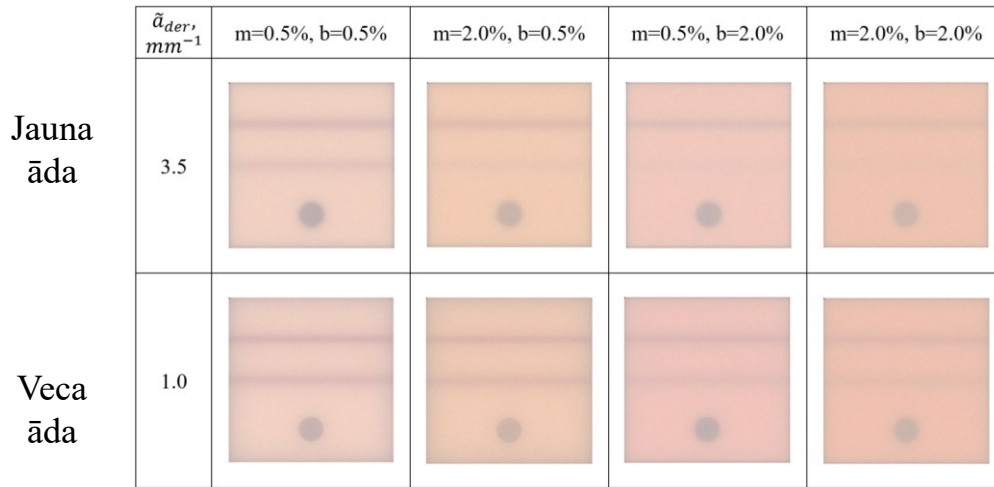 ã_der, mm⁻¹
m=0.5%, b=0.5%
m=2.0%, b=0.5%
m=0.5%, b=2.0%
m=2.0%, b=2.0%
Jauna
āda
3.5
Veca
āda
1.0